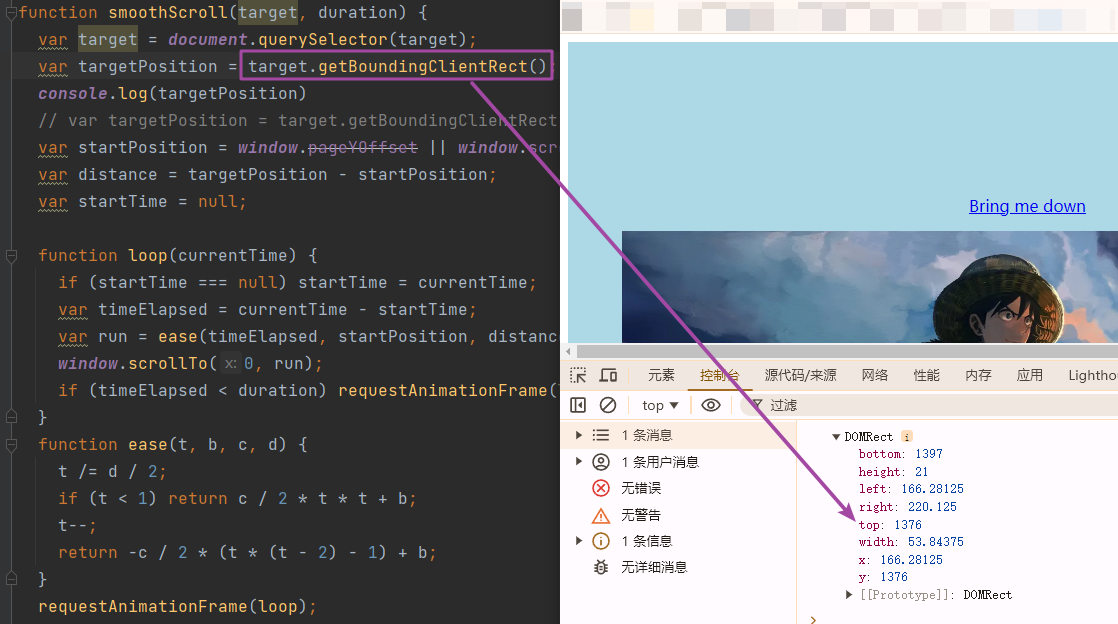 function smoothScroll(target, duration) {
var target = document.querySelector(target);
var targetPosition = target.getBoundingClientRect()
console.log(targetPosition)
// var targetPosition = target.getBoundingClientRect
var startPosition = window.pageYOffset || window.scr
var distance = targetPosition - startPosition;
var startTime = null;
function loop(currentTime) {
if (startTime === null) startTime = currentTime;
var timeElapsed = currentTime - startTime;
var run = ease(timeElapsed, startPosition, distanc
window.scrollTo( x: 0, run);
if (timeElapsed < duration) requestAnimationFrame(
}
function ease(t, b, c, d) {
t /= d / 2;
if (t < 1) return c / 2 * t * t + b;
t--;
return -c / 2 * (t * (t - 2) - 1) + b;
}
requestAnimationFrame(loop);
Bring me down
元素 控制台 源代码/来源 网络 性能 内存 应用 Lightho
top 过滤
1 条消息
1 条用户消息
无错误
无警告
1 条信息
无详细消息
DOMRect i
bottom: 1397
height: 21
left: 166.28125
right: 220.125
top: 1376
width: 53.84375
x: 166.28125
y: 1376
[[Prototype]]: DOMRect